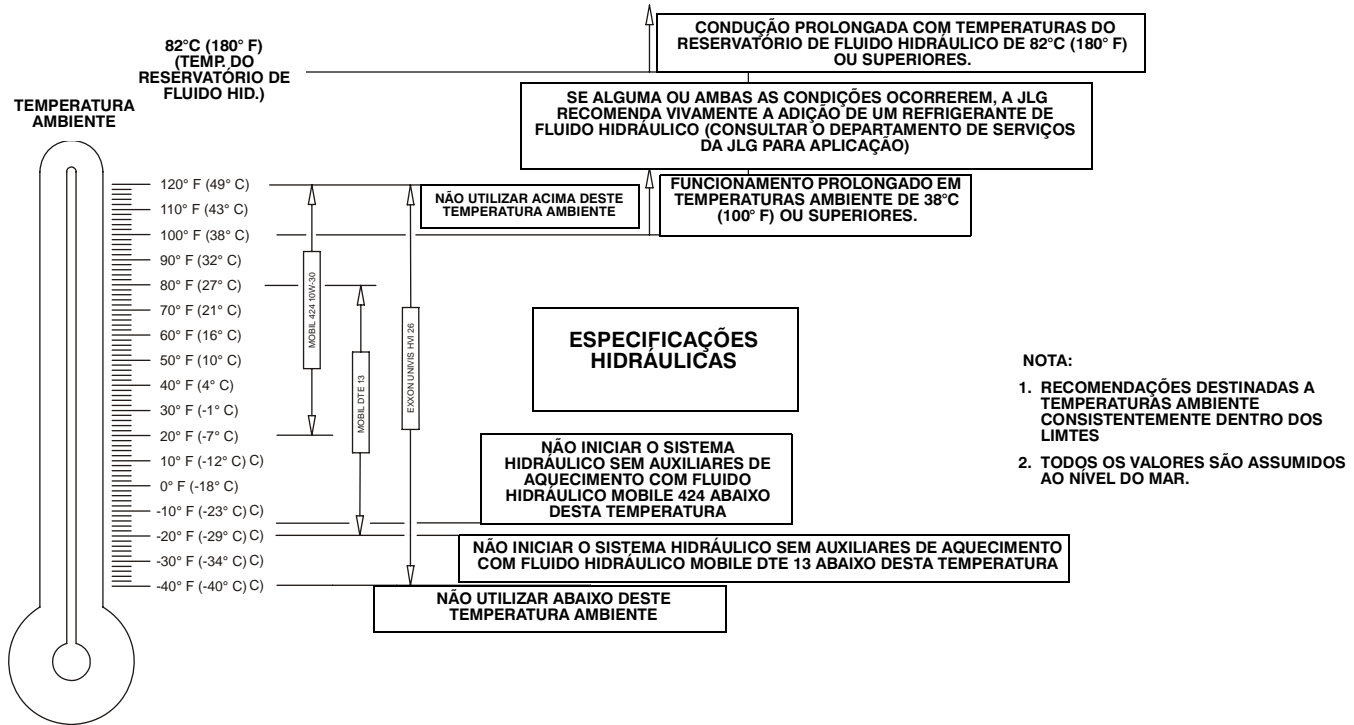 82°C (180° F)
(TEMP. DO
RESERVATÓRIO DE
FLUIDO HID.)
CONDUÇÃO PROLONGADA COM TEMPERATURAS DO
RESERVATÓRIO DE FLUIDO HIDRÁULICO DE 82°C (180° F)
OU SUPERIORES.
TEMPERATURA
AMBIENTE
SE ALGUMA OU AMBAS AS CONDIÇÕES OCORREREM, A JLG
RECOMENDA VIVAMENTE A ADIÇÃO DE UM REFRIGERANTE DE
FLUIDO HIDRÁULICO (CONSULTAR O DEPARTAMENTO DE SERVIÇOS
DA JLG PARA APLICAÇÃO)
FUNCIONAMENTO PROLONGADO EM
TEMPERATURAS AMBIENTE DE 38°C
(100° F) OU SUPERIORES.
NÃO UTILIZAR ACIMA DESTE
TEMPERATURA AMBIENTE
120° F (49° C)
110° F (43° C)
100° F (38° C)
90° F (32° C)
80° F (27° C)
70° F (21° C)
60° F (16° C)
50° F (10° C)
40° F (4° C)
30° F (-1° C)
20° F (-7° C)
10° F (-12° C) C)
0° F (-18° C)
-10° F (-23° C) C)
-20° F (-29° C) C)
-30° F (-34° C) C)
-40° F (-40° C) C)
MOBIL 424 10W-30
MOBIL DTE 13
EXXON UNIVIS HVI 26
ESPECIFICAÇÕES
HIDRÁULICAS
NÃO INICIAR O SISTEMA
HIDRÁULICO SEM AUXILIARES DE
AQUECIMENTO COM FLUIDO
HIDRÁULICO MOBILE 424 ABAIXO
DESTA TEMPERATURA
NÃO INICIAR O SISTEMA HIDRÁULICO SEM AUXILIARES DE AQUECIMENTO
COM FLUIDO HIDRÁULICO MOBILE DTE 13 ABAIXO DESTA TEMPERATURA
NÃO UTILIZAR ABAIXO DESTE
TEMPERATURA AMBIENTE
NOTA:
1. RECOMENDAÇÕES DESTINADAS A
TEMPERATURAS AMBIENTE
CONSISTENTEMENTE DENTRO DOS
LIMTES
2. TODOS OS VALORES SÃO ASSUMIDOS
AO NÍVEL DO MAR.